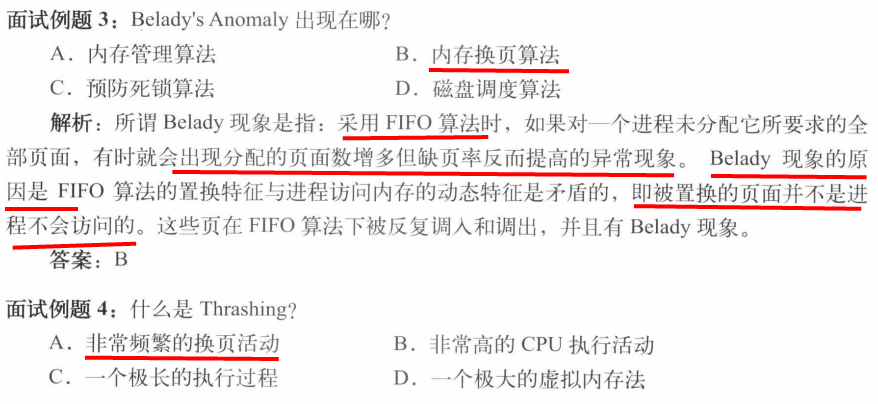 面试例题 3：Belady's Anomaly 出现在哪？
A．内存管理算法 B．内存换页算法
C．预防死锁算法 D．磁盘调度算法
解析：所谓 Belady 现象是指：采用 FIFO 算法时，如果对一个进程未分配它所要求的全
部页面，有时就会出现分配的页面数增多但缺页率反而提高的异常现象。 Belady 现象的原
因是 FIFO 算法的置换特征与进程访问内存的动态特征是矛盾的，即被置换的页面并不是进
程不会访问的。这些页在 FIFO 算法下被反复调入和调出，并且有 Belady 现象。
答案：B
面试例题 4：什么是 Thrashing？
A．非常频繁的换页活动 B．非常高的 CPU 执行活动
C．一个极长的执行过程 D．一个极大的虚拟内存法